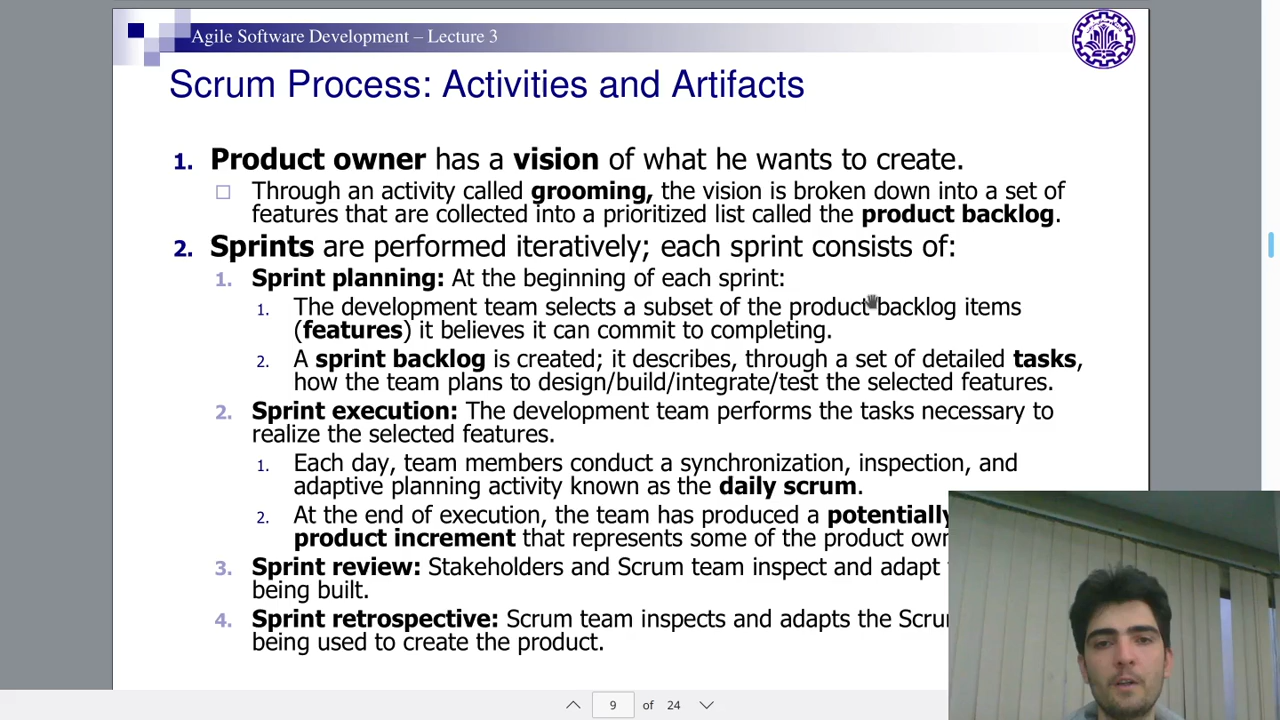 Agile Software Development – Lecture 3
Scrum Process: Activities and Artifacts
1. Product owner has a vision of what he wants to create.
Through an activity called grooming, the vision is broken down into a set of
features that are collected into a prioritized list called the product backlog.
2. Sprints are performed iteratively; each sprint consists of:
1. Sprint planning: At the beginning of each sprint:
1. The development team selects a subset of the product backlog items
(features) it believes it can commit to completing.
2. A sprint backlog is created; it describes, through a set of detailed tasks,
how the team plans to design/build/integrate/test the selected features.
2. Sprint execution: The development team performs the tasks necessary to
realize the selected features.
1. Each day, team members conduct a synchronization, inspection, and
adaptive planning activity known as the daily scrum.
2. At the end of execution, the team has produced a potentially
product increment that represents some of the product own
3. Sprint review: Stakeholders and Scrum team inspect and adapt
being built.
4. Sprint retrospective: Scrum team inspects and adapts the Scru
being used to create the product.
9 of 24